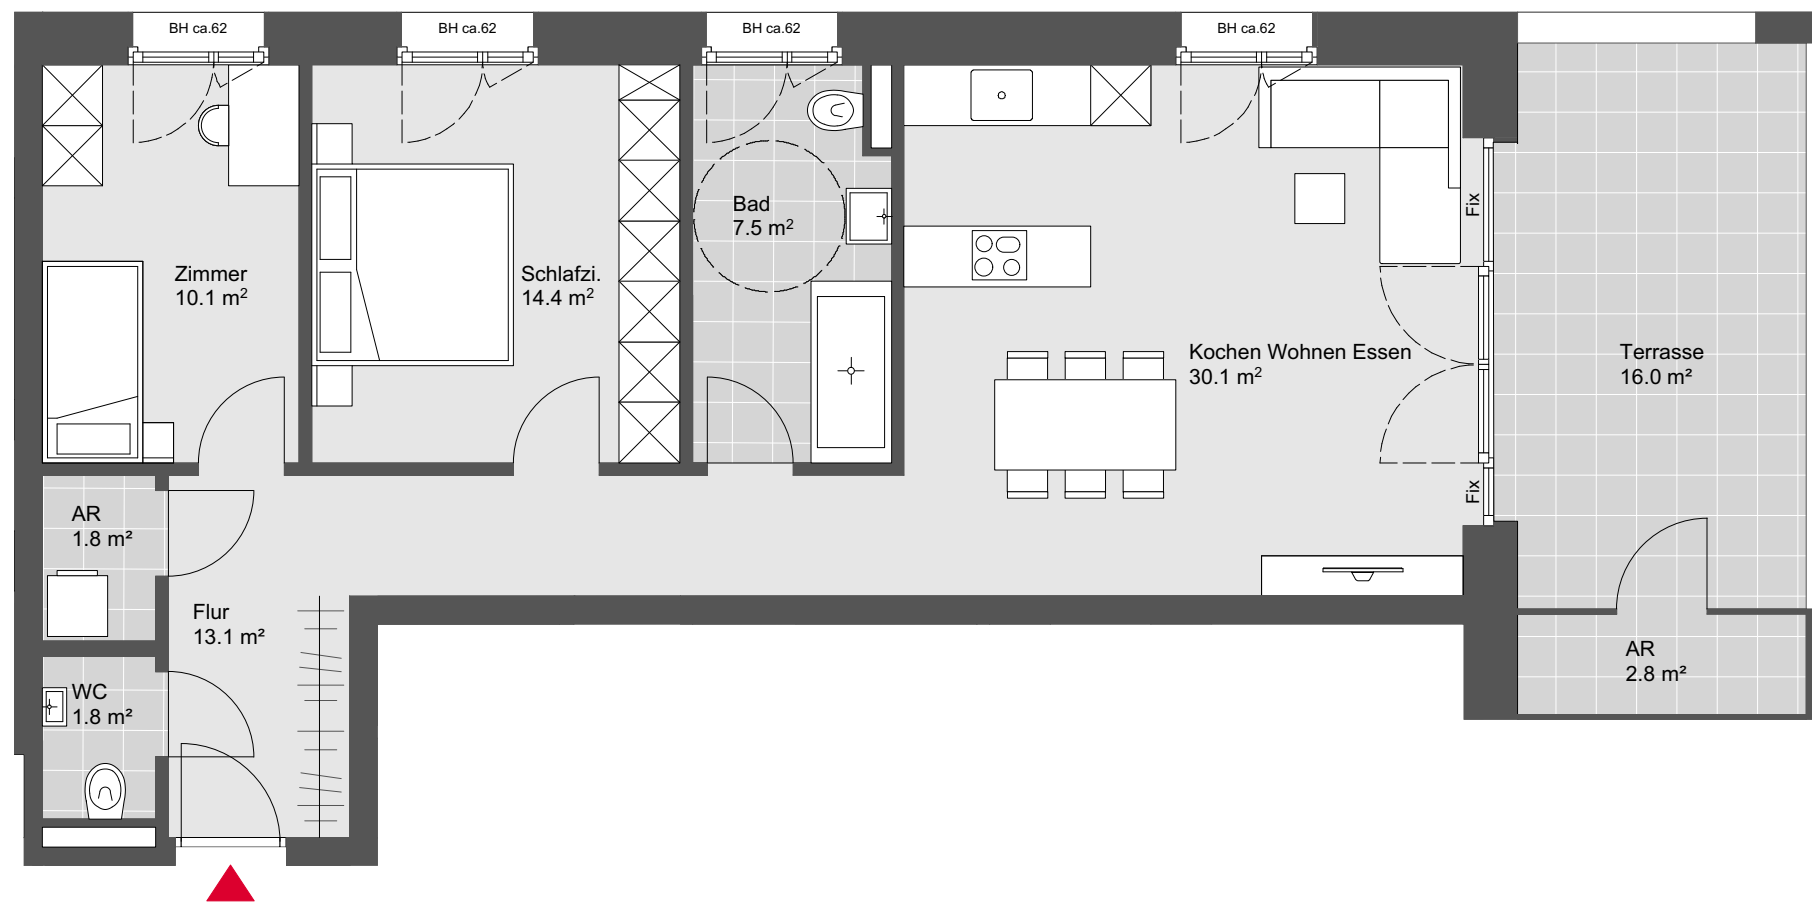 BH ca.62
BH ca.62
BH ca.62
BH ca.62
Zimmer
10.1 m²
Schlafzi.
14.4 m²
Bad
7.5 m²
Kochen Wohnen Essen
30.1 m²
Fix
Fix
Terrasse
16.0 m²
AR
1.8 m²
Flur
13.1 m²
WC
1.8 m²
AR
2.8 m²